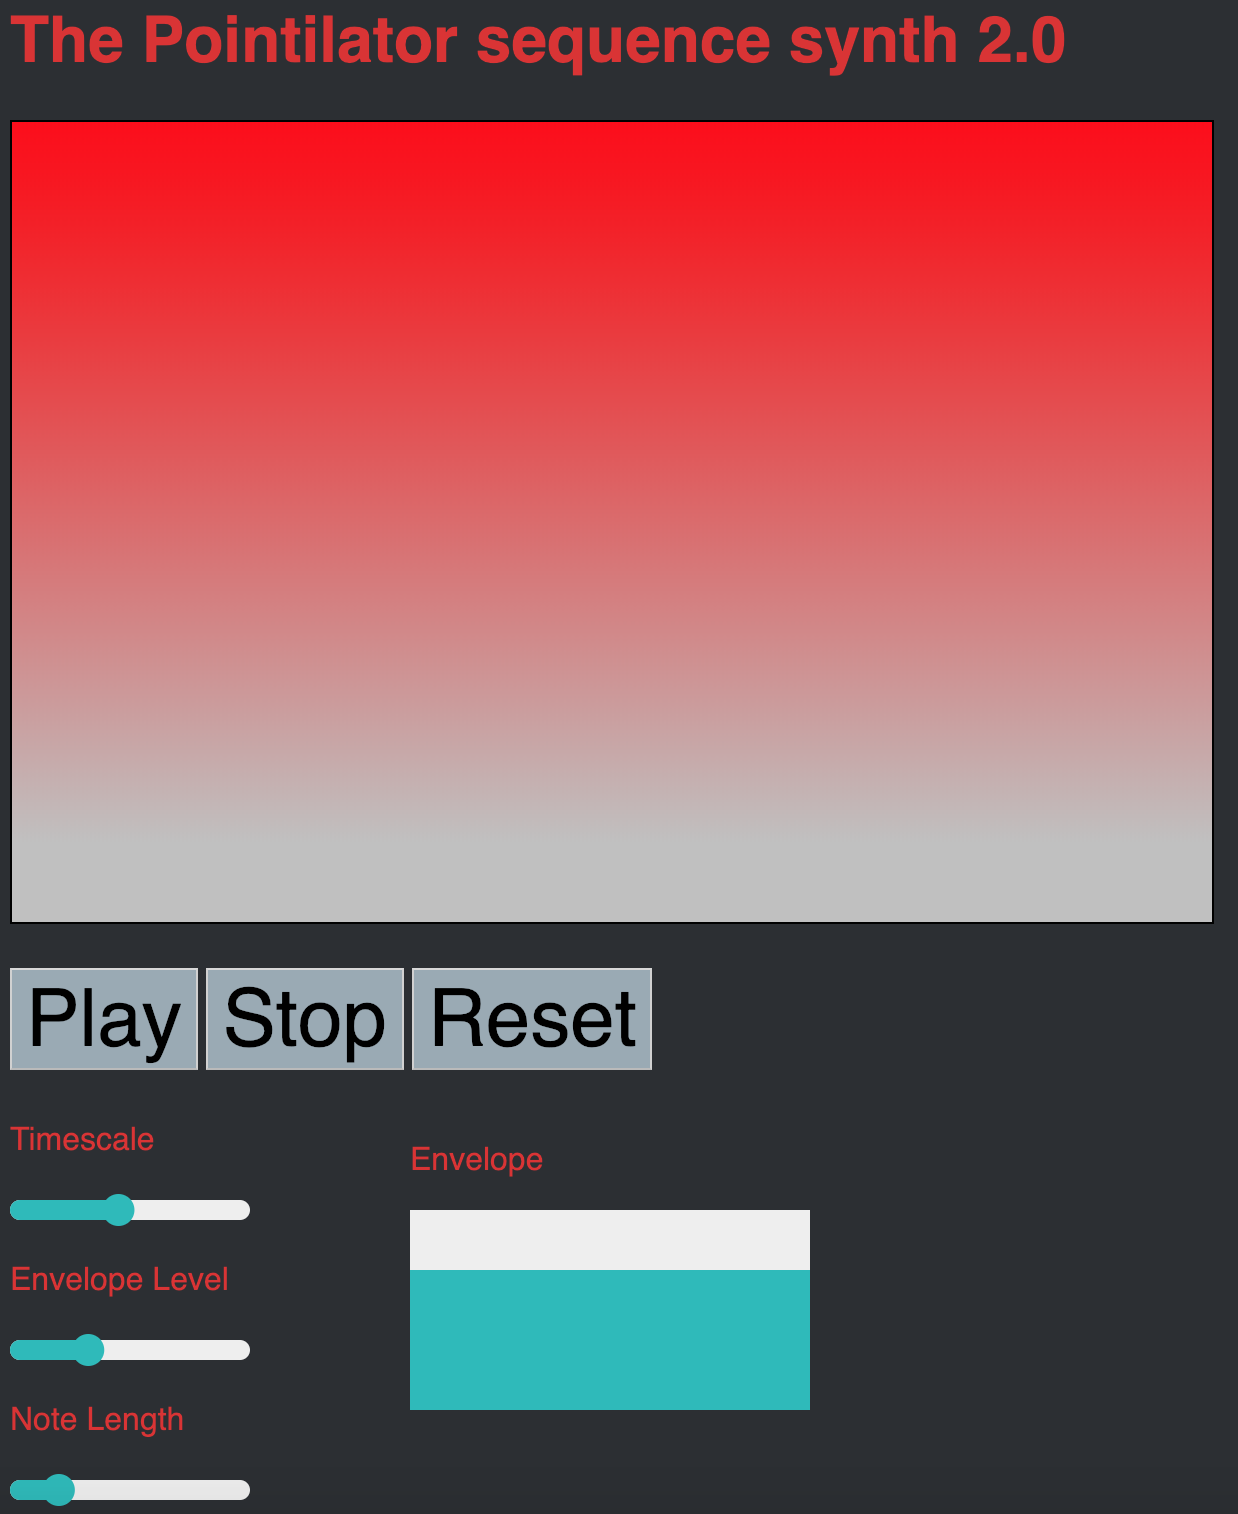 The Pointilator sequence synth 2.0
Play Stop Reset
Timescale
Envelope
Envelope Level
Note Length